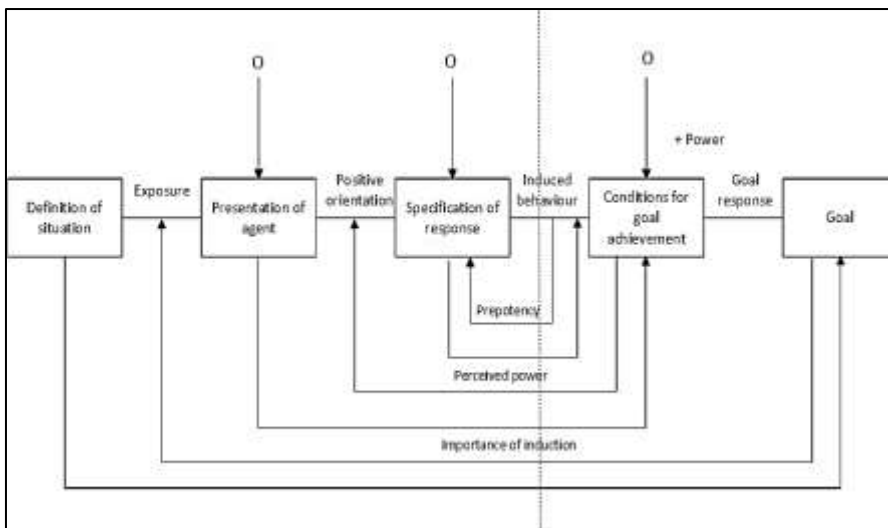 O
O
O
+ Power
Exposure
Positive
orientation
Induced
behaviour
Goal
response
Definition of
situation
Presentation of
agent
Specification of
response
Conditions for
goal
achievement
Goal
Prepotency
Perceived power
Importance of induction